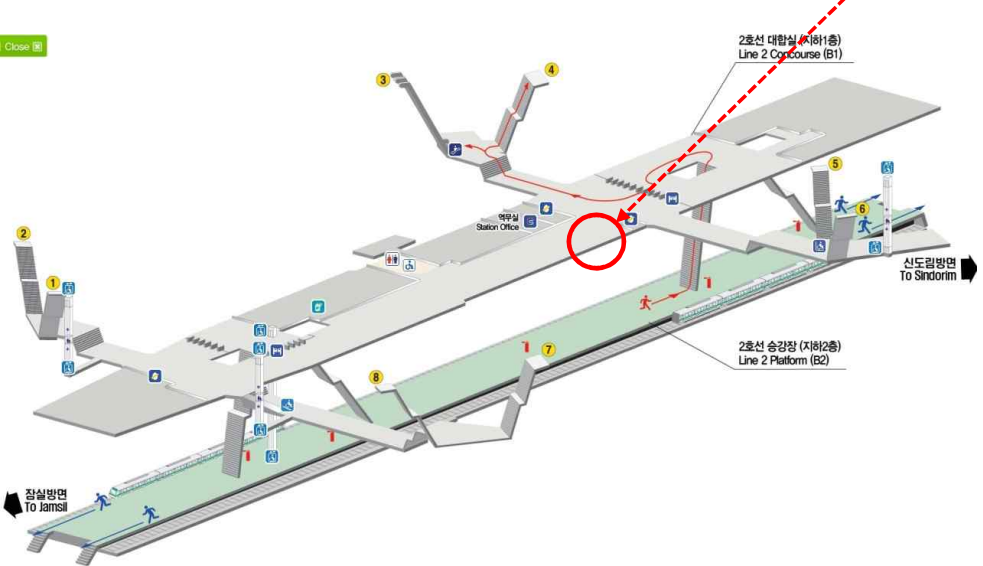 Close
2호선 대합실 (지하1층)
Line 2 Concourse (B1)
3
4
5
6
2
1
역무실
Station Office
신도림방면
To Sindorim
2호선 승강장 (지하2층)
Line 2 Platform (B2)
7
8
잠실방면
To Jamsil